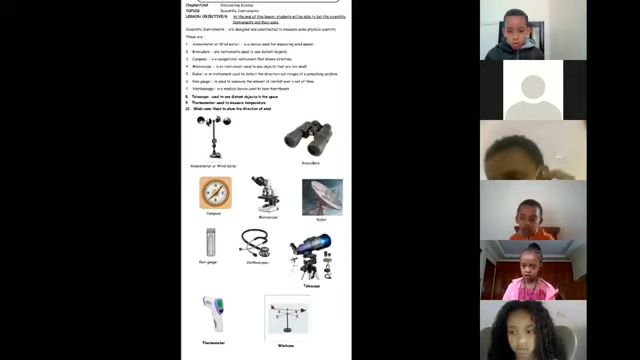 Chapter/Unit Discovering Science
TOPICS Scientific Instruments
LESSON OBJECTIVE/S At the end of this lesson, students will be able to list the scientific
instruments and their uses.
Scientific Instruments - are designed and constructed to measure some physical quantity
These are -
1. Anemometer or Wind meter - is a device used for measuring wind speed.
2. Binoculars - are instruments used to see distant objects.
3. Compass - is a navigational instrument that shows direction.
4. Microscope - is an instrument used to see objects that are too small.
5. Radar - is an instrument used to detect the direction and ranges of a
6. Rain gauge - is used to measure the amount of rainfall over a set of time.
7. Stethoscope - is a medical device used to hear heartbeats
8. Telescope- used to see distant objects in the space
9. Thermometer- used to measure temperature
10. Wind vane- Used to show the direction of wind
Anemometer or Wind meter
Binoculars
Compass
Microscope
Radar
Rain gauge
Stethoscope
Telescope
Thermometer
Windvane